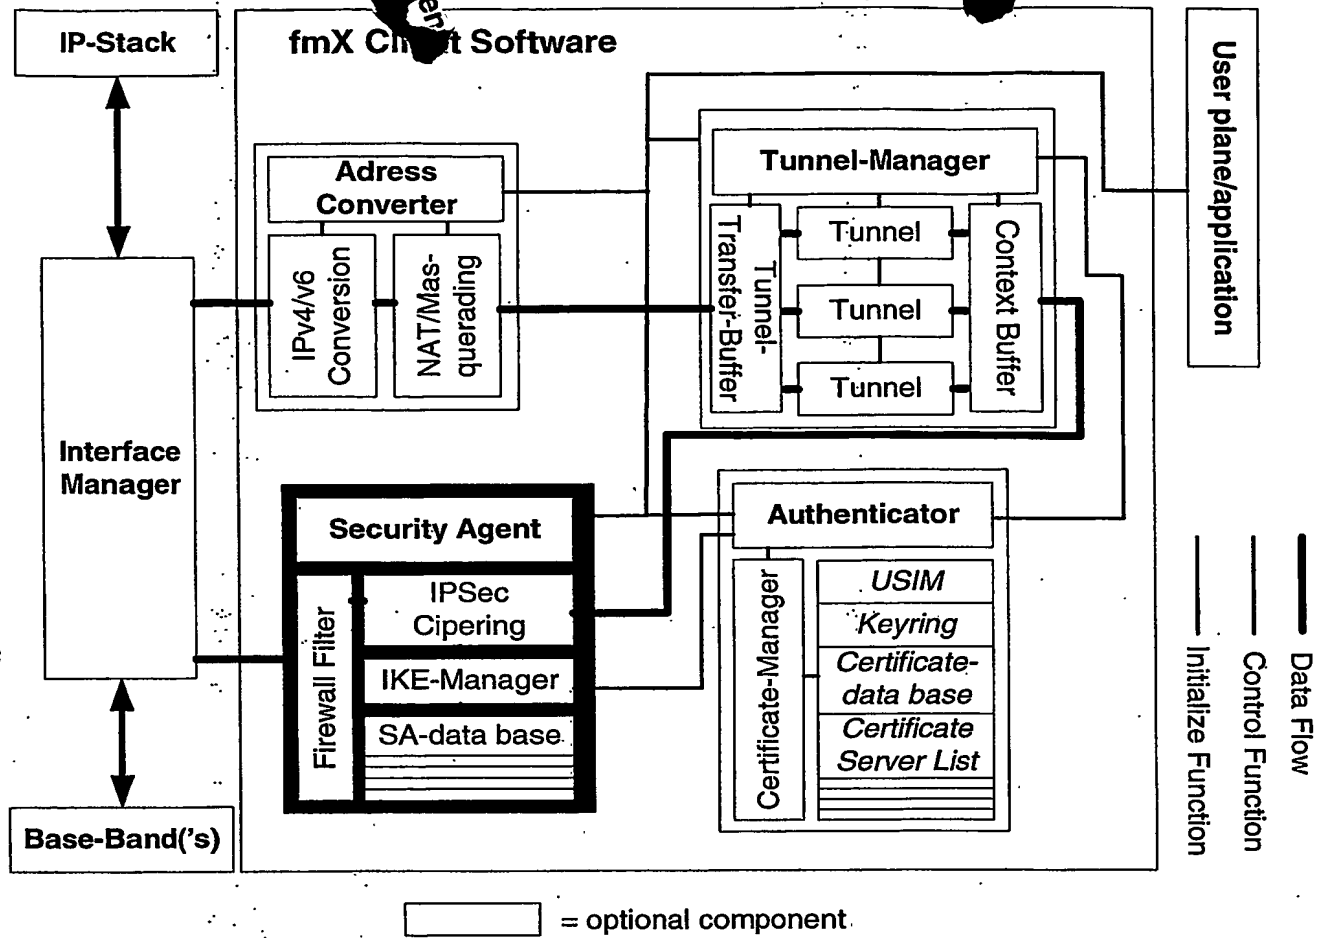 IP-Stack
fmX Software
Adress
Converter
IPv4/v6
Conversion
NAT/Mas-
querading
Tunnel-Manager
Tunnel-
Transfer-Buffer
Tunnel
Tunnel
Tunnel
Context Buffer
User plane/application
Interface
Manager
Security Agent
Firewall Filter
IPSec
Cipering
IKE-Manager
SA-data base
Authenticator
Certificate-Manager
USIM
Keyring
Certificate-
data base
Certificate
Server List
Base-Band('s)
Data Flow
Control Function
Initialize Function
= optional component